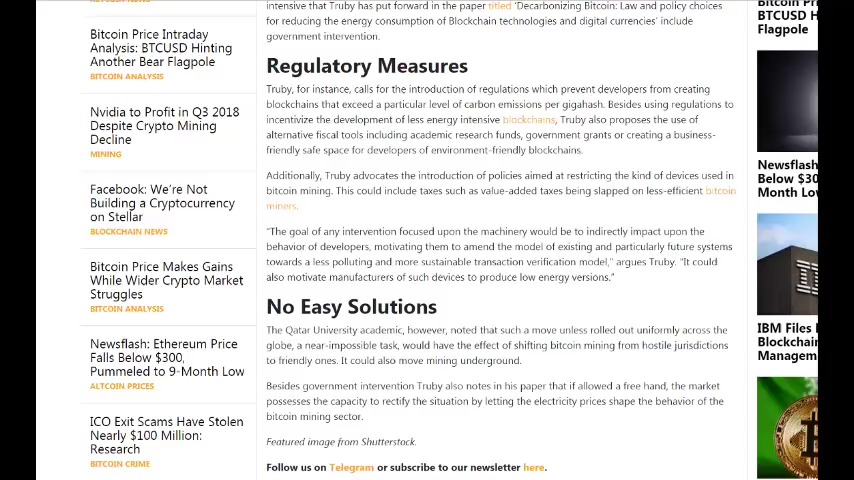 Bitcoin Price Intraday
Analysis: BTCUSD Hinting
Another Bear Flagpole
BITCOIN ANALYSIS
Nvidia to Profit in Q3 2018
Despite Crypto Mining
Decline
MINING
Facebook: We're Not
Building a Cryptocurrency
on Stellar
BLOCKCHAIN NEWS
Bitcoin Price Makes Gains
While Wider Crypto Market
Struggles
BITCOIN ANALYSIS
Newsflash: Ethereum Price
Falls Below $300,
Pummeled to 9-Month Low
ALTCOIN PRICES
ICO Exit Scams Have Stolen
Nearly $100 Million:
Research
BITCOIN CRIME
intensive that Truby has put forward in the paper titled 'Decarbonizing Bitcoin: Law and policy choices
for reducing the energy consumption of Blockchain technologies and digital currencies' include
government intervention.
Regulatory Measures
Truby, for instance, calls for the introduction of regulations which prevent developers from creating
blockchains that exceed a particular level of carbon emissions per gigahash. Besides using regulations to
incentivize the development of less energy intensive blockchains, Truby also proposes the use of
alternative fiscal tools including academic research funds, government grants or creating a business-
friendly safe space for developers of environment-friendly blockchains.
Additionally, Truby advocates the introduction of policies aimed at restricting the kind of devices used in
bitcoin mining. This could include taxes such as value-added taxes being slapped on less-efficient bitcoin
miners.
"The goal of any intervention focused upon the machinery would be to indirectly impact upon the
behavior of developers, motivating them to amend the model of existing and particularly future systems
towards a less polluting and more sustainable transaction verification model," argues Truby. "It could
also motivate manufacturers of such devices to produce low energy versions."
No Easy Solutions
The Qatar University academic, however, noted that such a move unless rolled out uniformly across the
globe, a near-impossible task, would have the effect of shifting bitcoin mining from hostile jurisdictions
to friendly ones. It could also move mining underground.
Besides government intervention Truby also notes in his paper that if allowed a free hand, the market
possesses the capacity to rectify the situation by letting the electricity prices shape the behavior of the
bitcoin mining sector.
Featured image from Shutterstock.
Follow us on Telegram or subscribe to our newsletter here.
BTCUSD H
Flagpole
Newsflash
Below $30
Month Lo
IBM Files
Blockchain
Managem